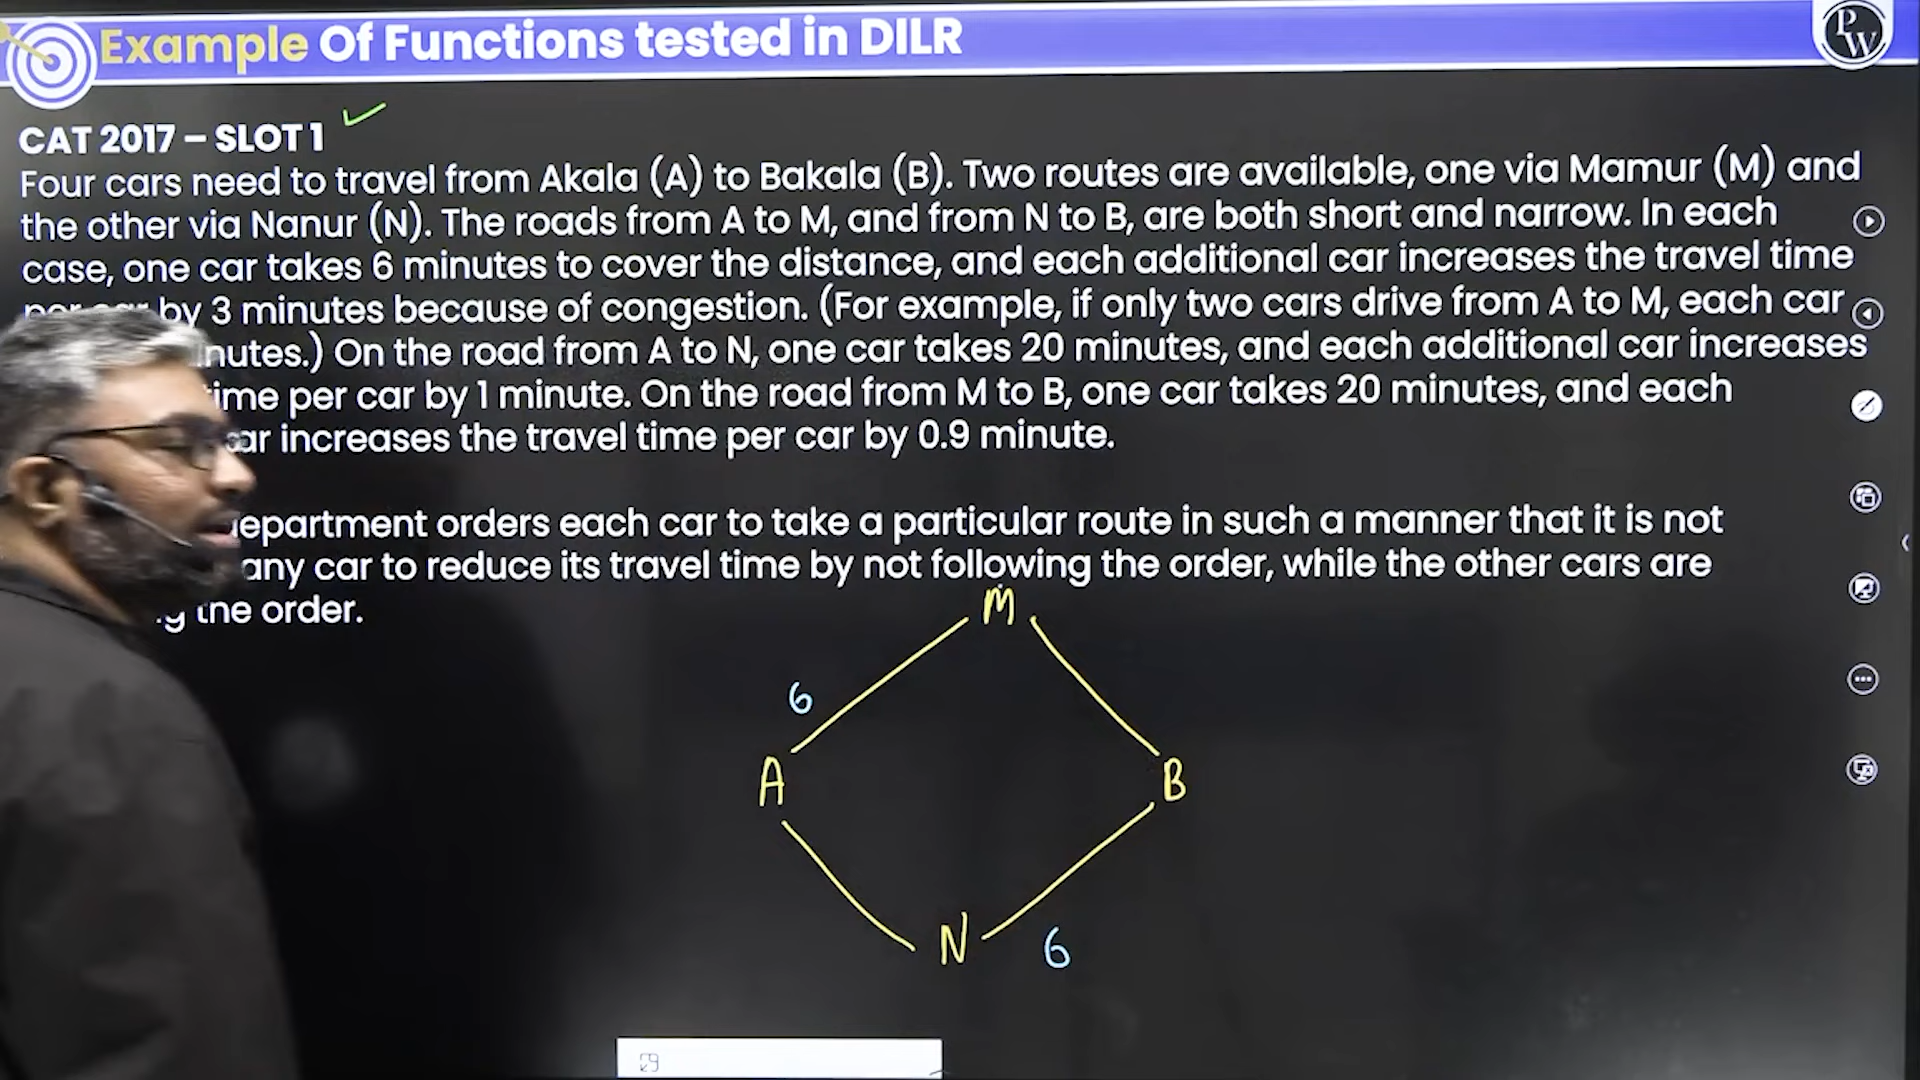 Example Of Functions tested in DILR
PW
CAT 2017 – SLOT 1
Four cars need to travel from Akala (A) to Bakala (B). Two routes are available, one via Mamur (M) and
the other via Nanur (N). The roads from A to M, and from N to B, are both short and narrow. In each
case, one car takes 6 minutes to cover the distance, and each additional car increases the travel time
per car by 3 minutes because of congestion. (For example, if only two cars drive from A to M, each car
nutes.) On the road from A to N, one car takes 20 minutes, and each additional car increases
time per car by 1 minute. On the road from M to B, one car takes 20 minutes, and each
ar increases the travel time per car by 0.9 minute.
department orders each car to take a particular route in such a manner that it is not
any car to reduce its travel time by not following the order, while the other cars are
g the order.
M
6
A
B
N
6